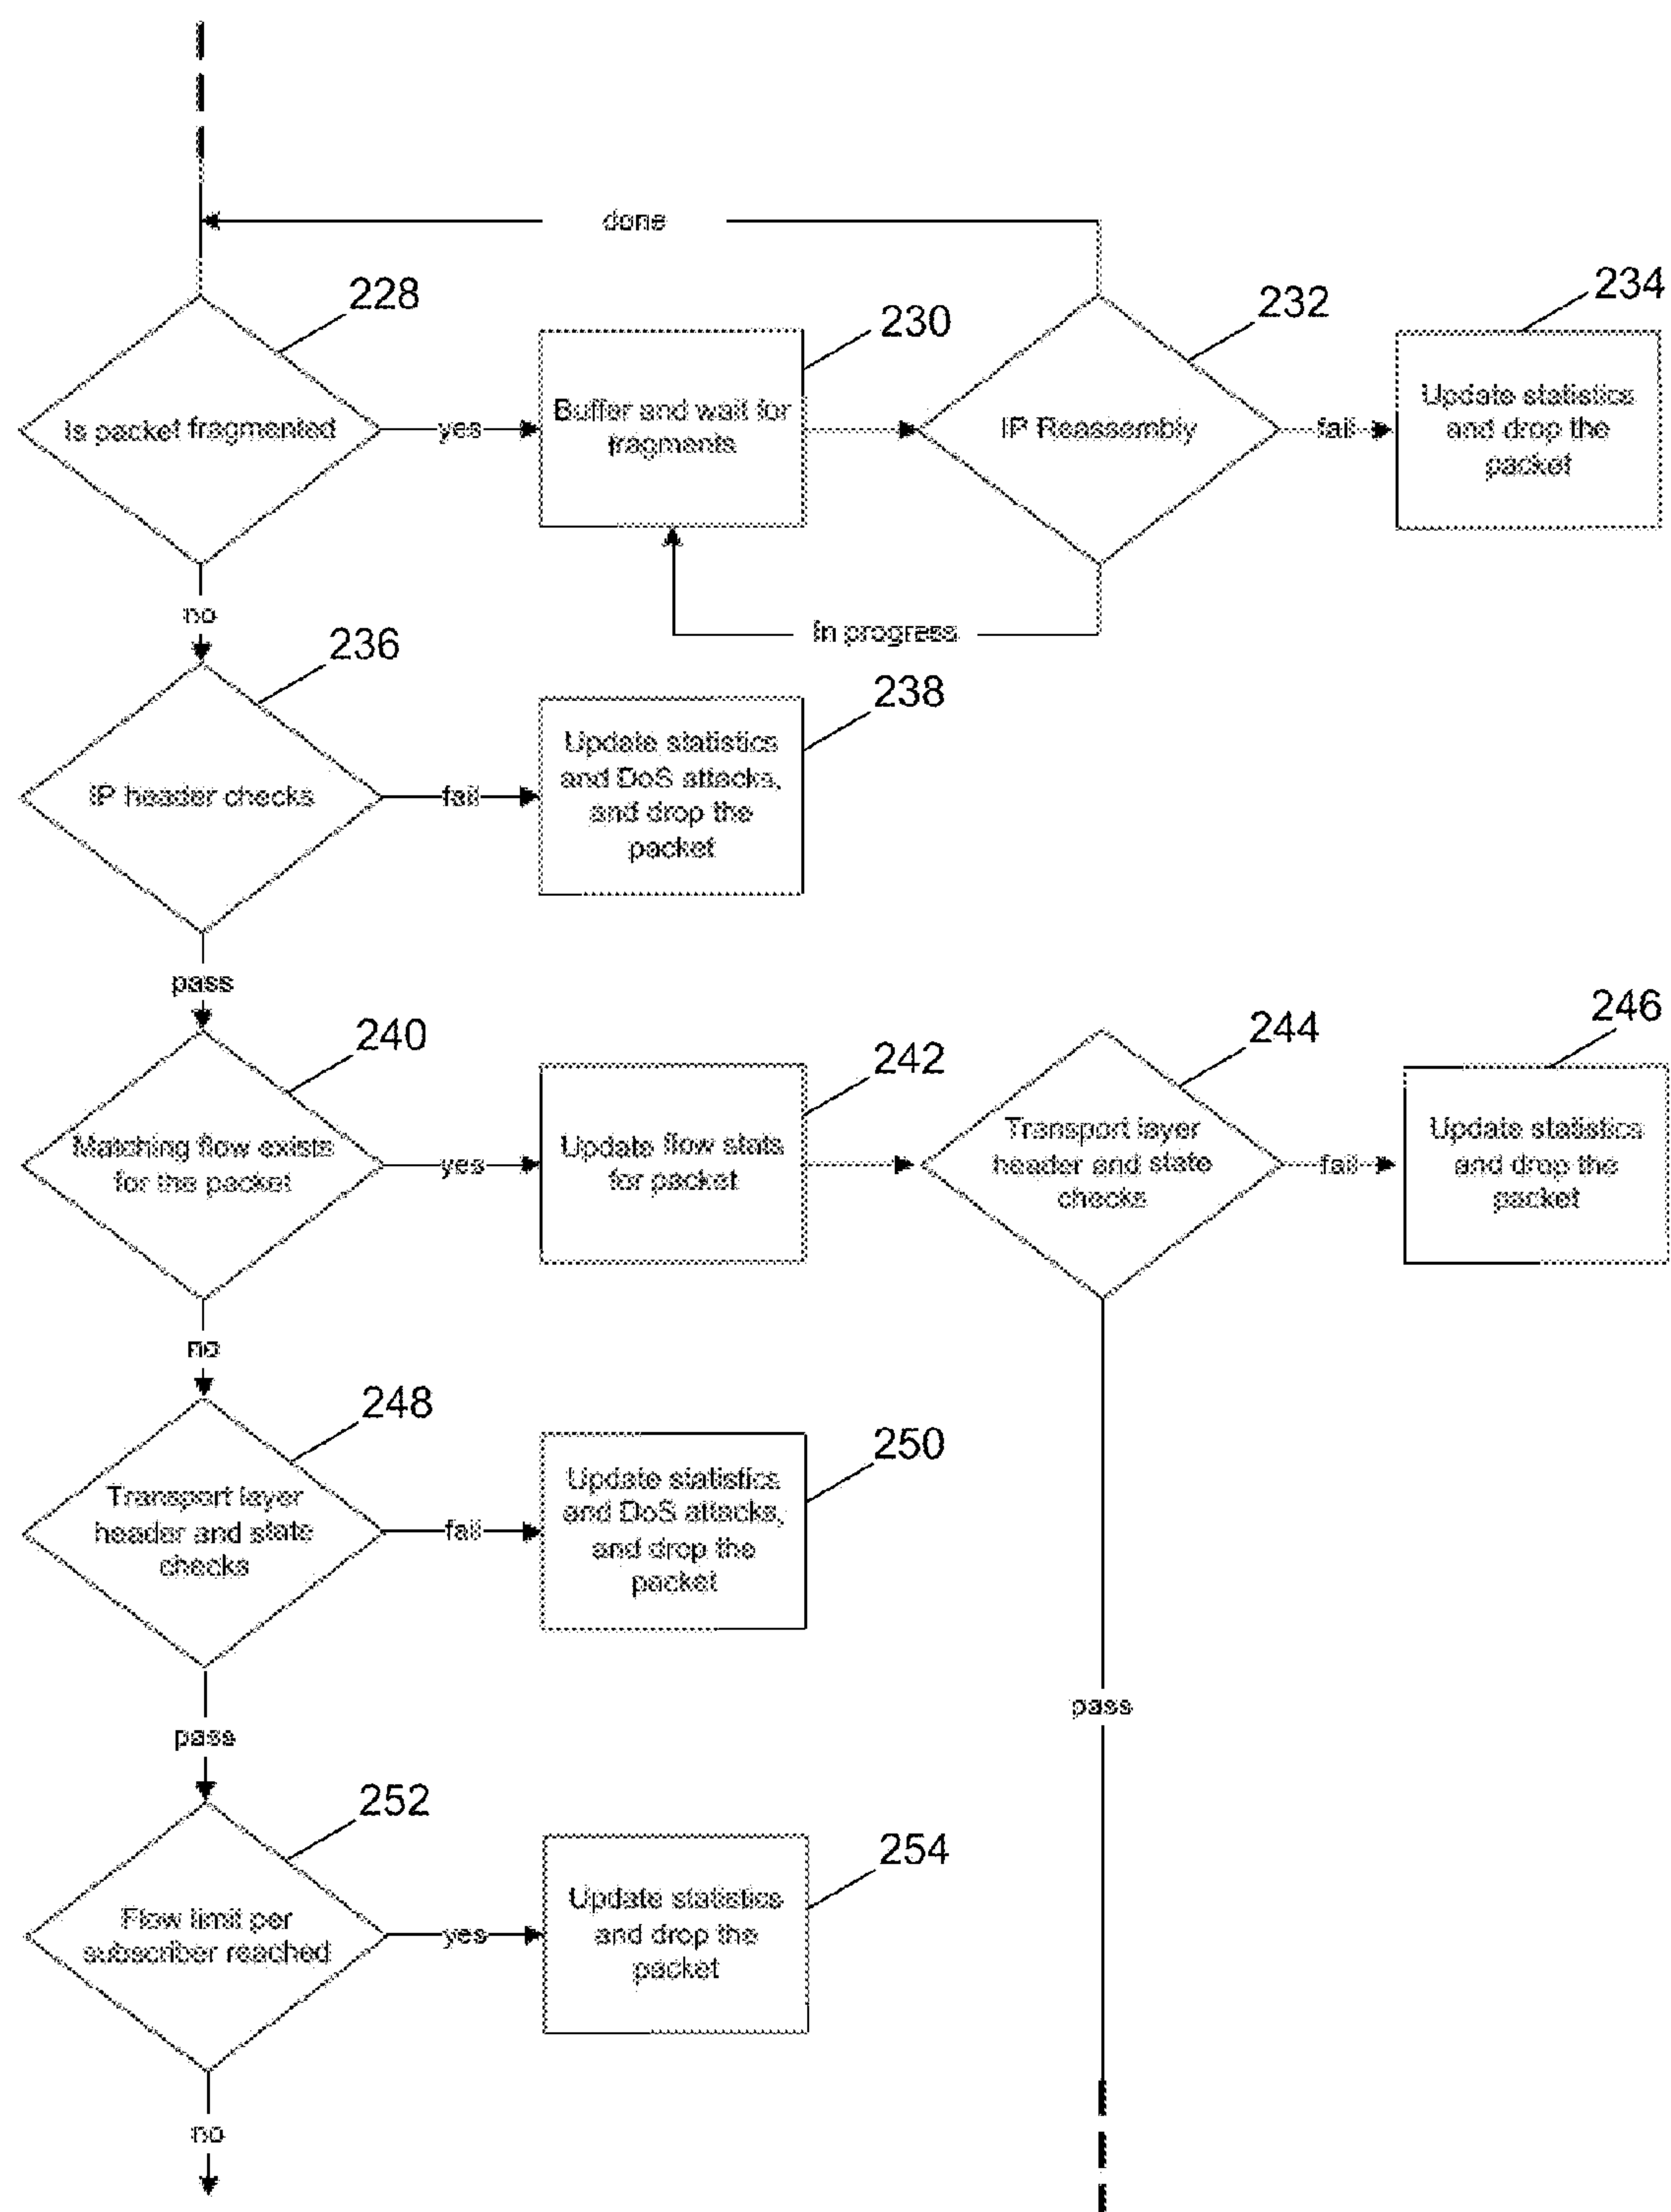 done
228
230
232
234
Is packet fragmented
yes
Buffer and wait for
fragments
IP Reassembly
fail
Update statistics
and drop the
packet
no
In progress
236
238
IP header checks
fail
Update statistics
and DoS attacks,
and drop the
packet
pass
240
242
244
246
Matching flow exists
for the packet
yes
Update flow stats
for packet
Transport layer
header and state
checks
fail
Update statistics
and drop the
packet
no
248
250
Transport layer
header and state
checks
fail
Update statistics
and DoS attacks,
and drop the
packet
pass
pass
252
254
Flow limit per
subscriber reached
yes
Update statistics
and drop the
packet
no